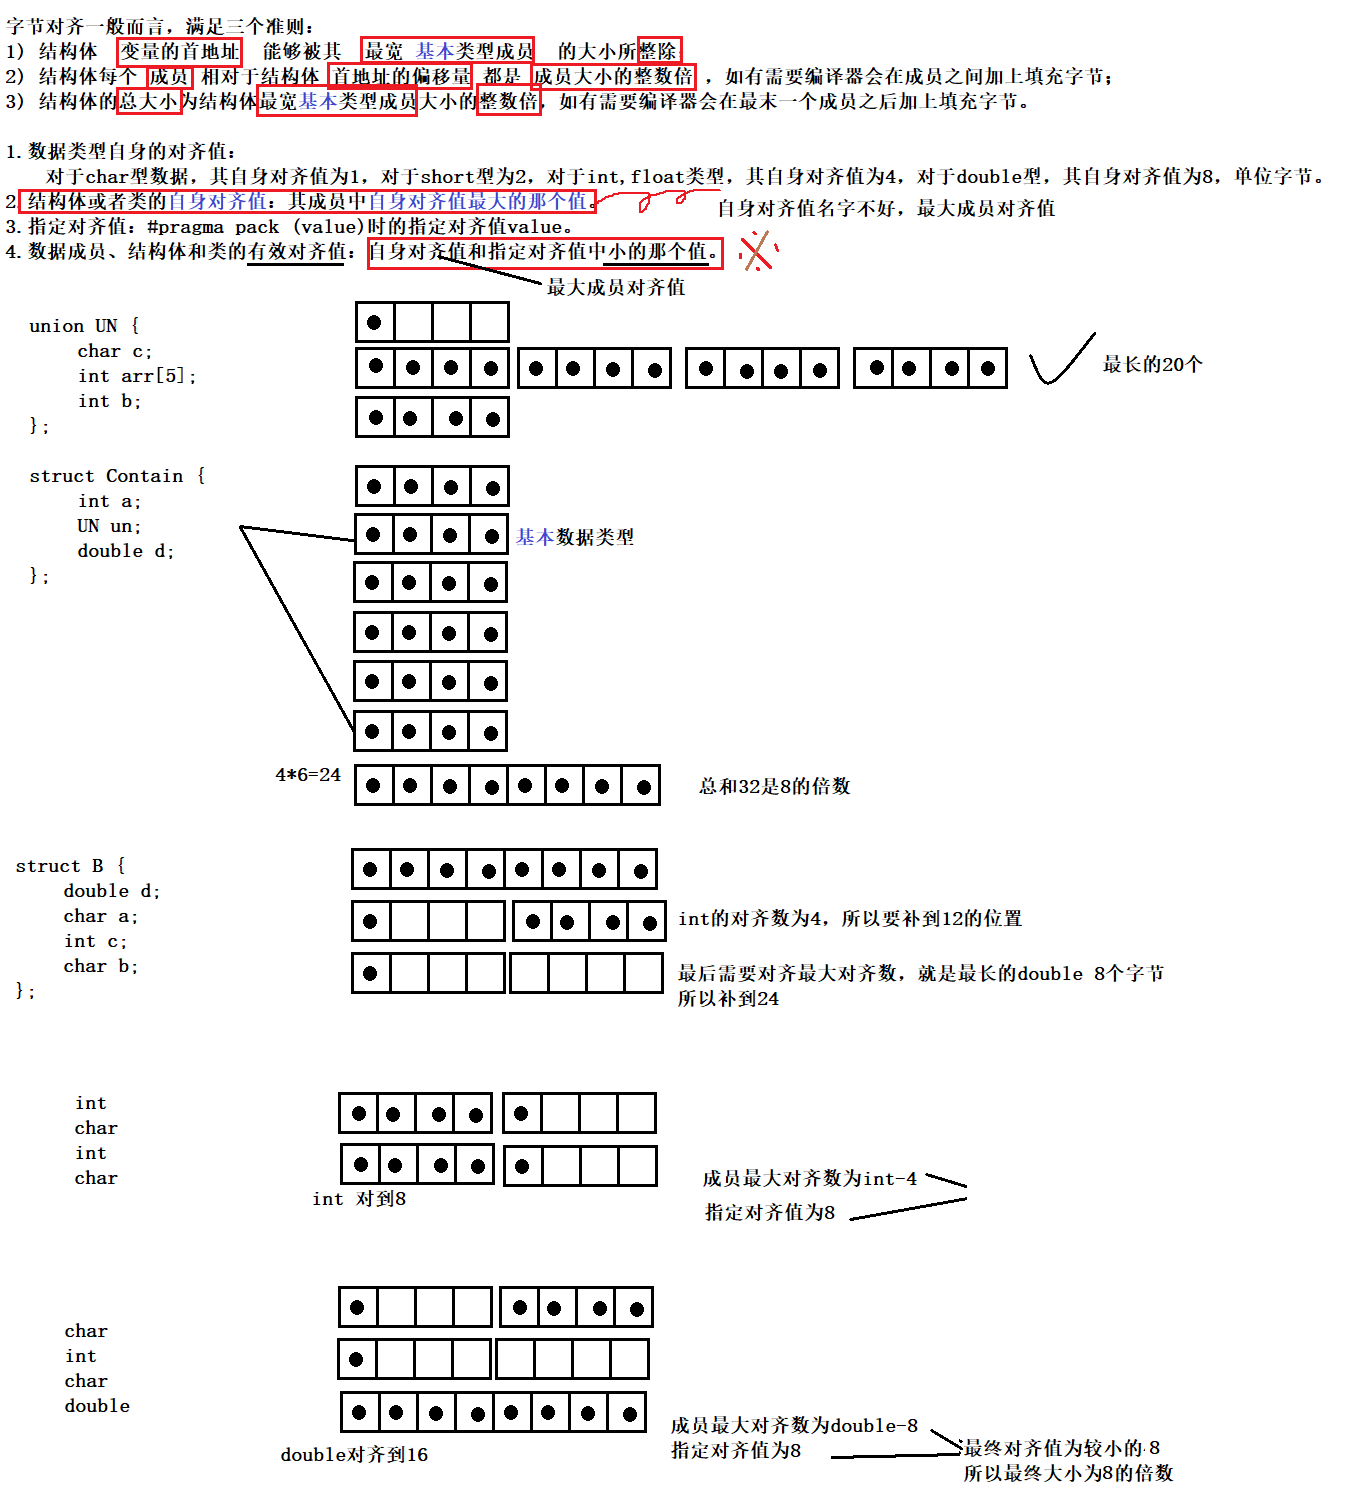 字节对齐一般而言，满足三个准则：
1) 结构体 变量的首地址 能够被其 最宽 基本类型成员 的大小所整除
2) 结构体每个 成员 相对于结构体 首地址的偏移量 都是 成员大小的整数倍 ，如有需要编译器会在成员之间加上填充字节；
3) 结构体的总大小为结构体最宽基本类型成员大小的整数倍，如有需要编译器会在最末一个成员之后加上填充字节。
1.数据类型自身的对齐值：
对于char型数据，其自身对齐值为1，对于short型为2，对于int,float类型，其自身对齐值为4，对于double型，其自身对齐值为8，单位字节。
2.结构体或者类的自身对齐值：其成员中自身对齐值最大的那个值。
自身对齐值名字不好，最大成员对齐值
3.指定对齐值：#pragma pack (value)时的指定对齐值value。
4.数据成员、结构体和类的有效对齐值：自身对齐值和指定对齐值中小的那个值。
最大成员对齐值
union UN {
char c;
int arr[5];
int b;
};
最长的20个
struct Contain {
int a;
UN un;
double d;
};
基本数据类型
4*6=24
总和32是8的倍数
struct B {
double d;
char a;
int c;
char b;
};
int的对齐数为4，所以要补到12的位置
最后需要对齐最大对齐数，就是最长的double 8个字节
所以补到24
int
char
int
char
int 对到8
成员最大对齐数为int-4
指定对齐值为8
char
int
char
double
double对齐到16
成员最大对齐数为double-8
指定对齐值为8
最终对齐值为较小的8
所以最终大小为8的倍数